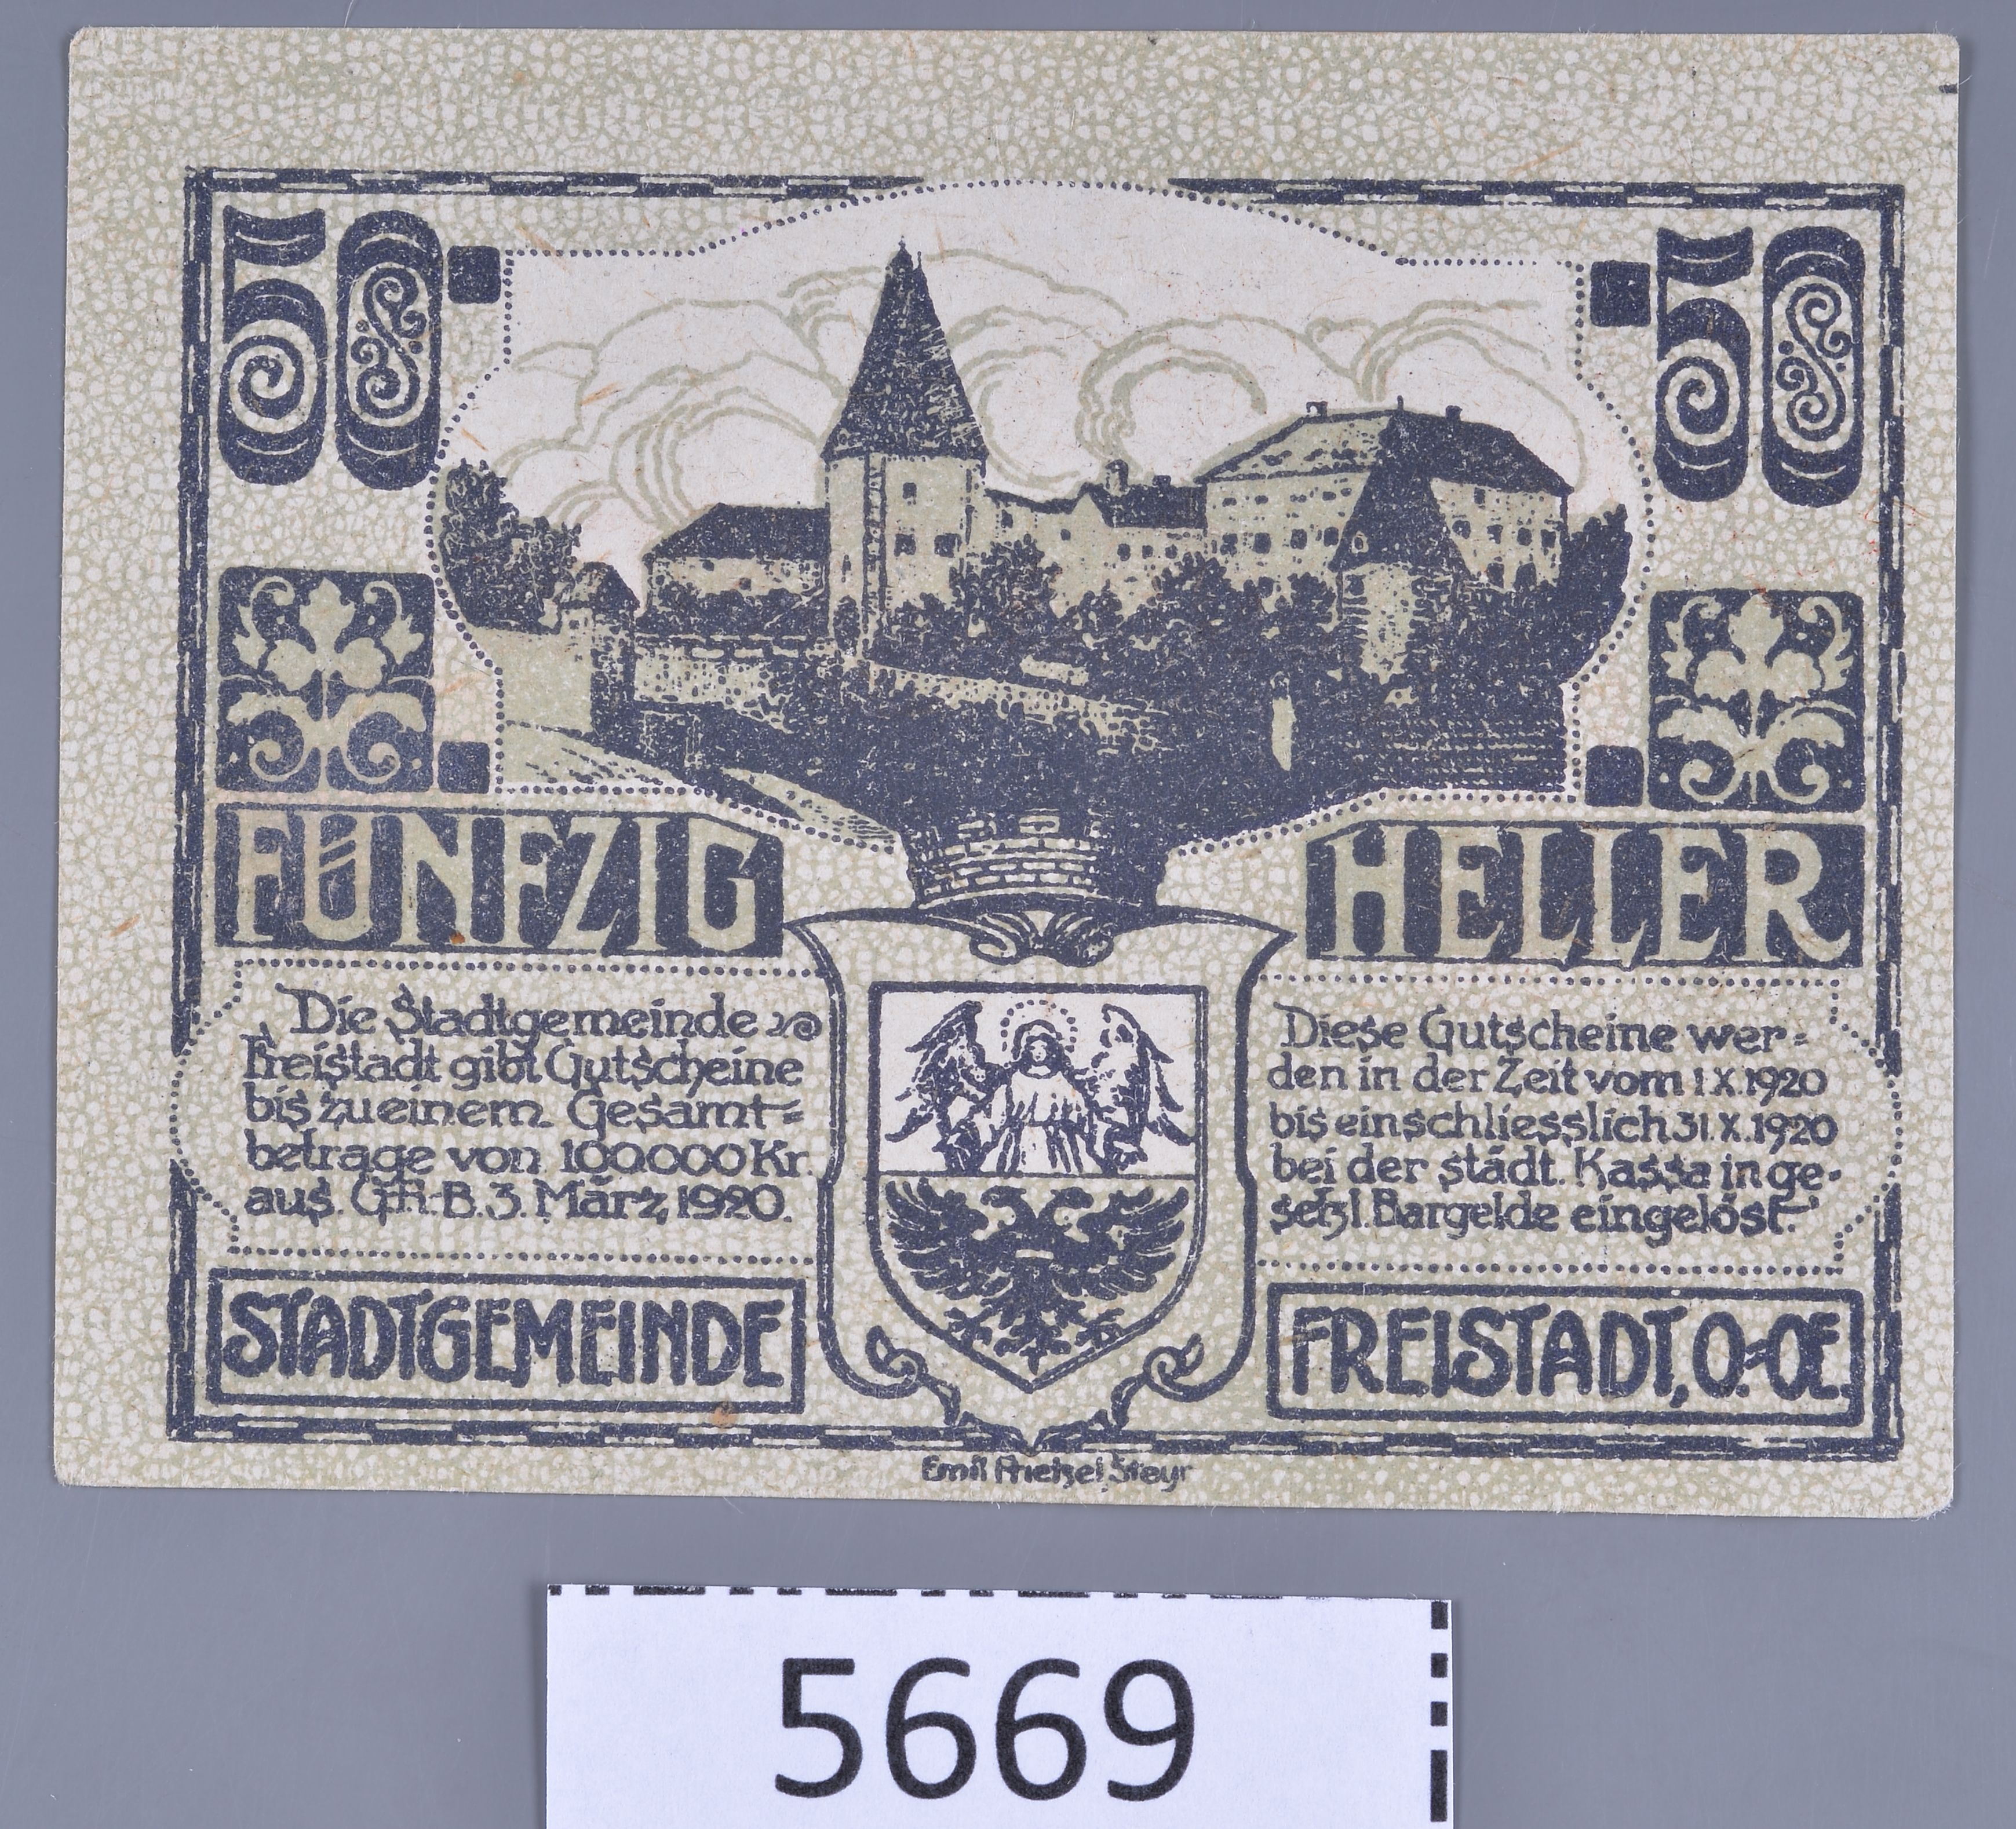 50
50
FÜNFZIG
HELLER
Die Stadtgemeinde
Freistadt gibt Gutscheine
bis zu einem Gesamt=
betrage von 100000 Kr.
aus. G.A.-B. 3. März 1920.
Diese Gutscheine wer=
den in der Zeit vom 1 X. 1920
bis einschliesslich 31. X. 1920
bei der städt. Kassa in ge-
setzl. Bargelde eingelöst.
STADTGEMEINDE
FREISTADT, O.-OE.
Emil Prietzel Steyr
5669